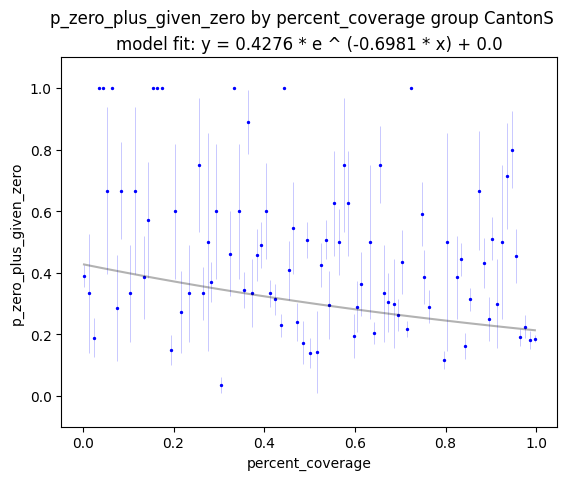 p_zero_plus_given_zero by percent_coverage group CantonS
model fit: y = 0.4276 * e ^ (-0.6981 * x) + 0.0
1.0
0.8
0.6
0.4
0.2
0.0
p_zero_plus_given_zero
0.0 0.2 0.4 0.6 0.8 1.0
percent_coverage